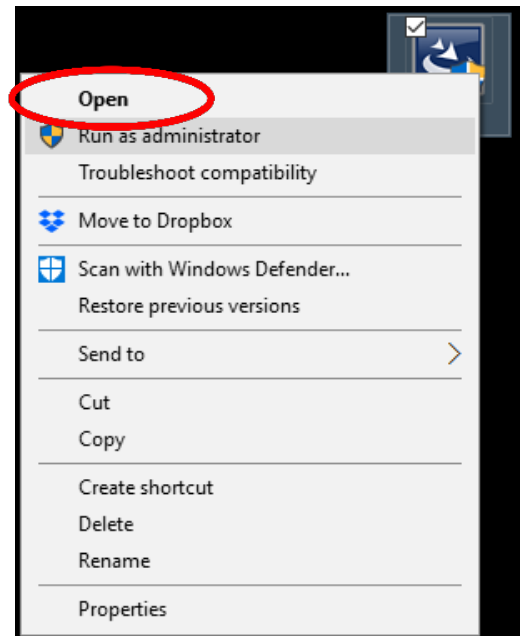 Open
Run as administrator
Troubleshoot compatibility
Move to Dropbox
Scan with Windows Defender...
Restore previous versions
Send to
Cut
Copy
Create shortcut
Delete
Rename
Properties